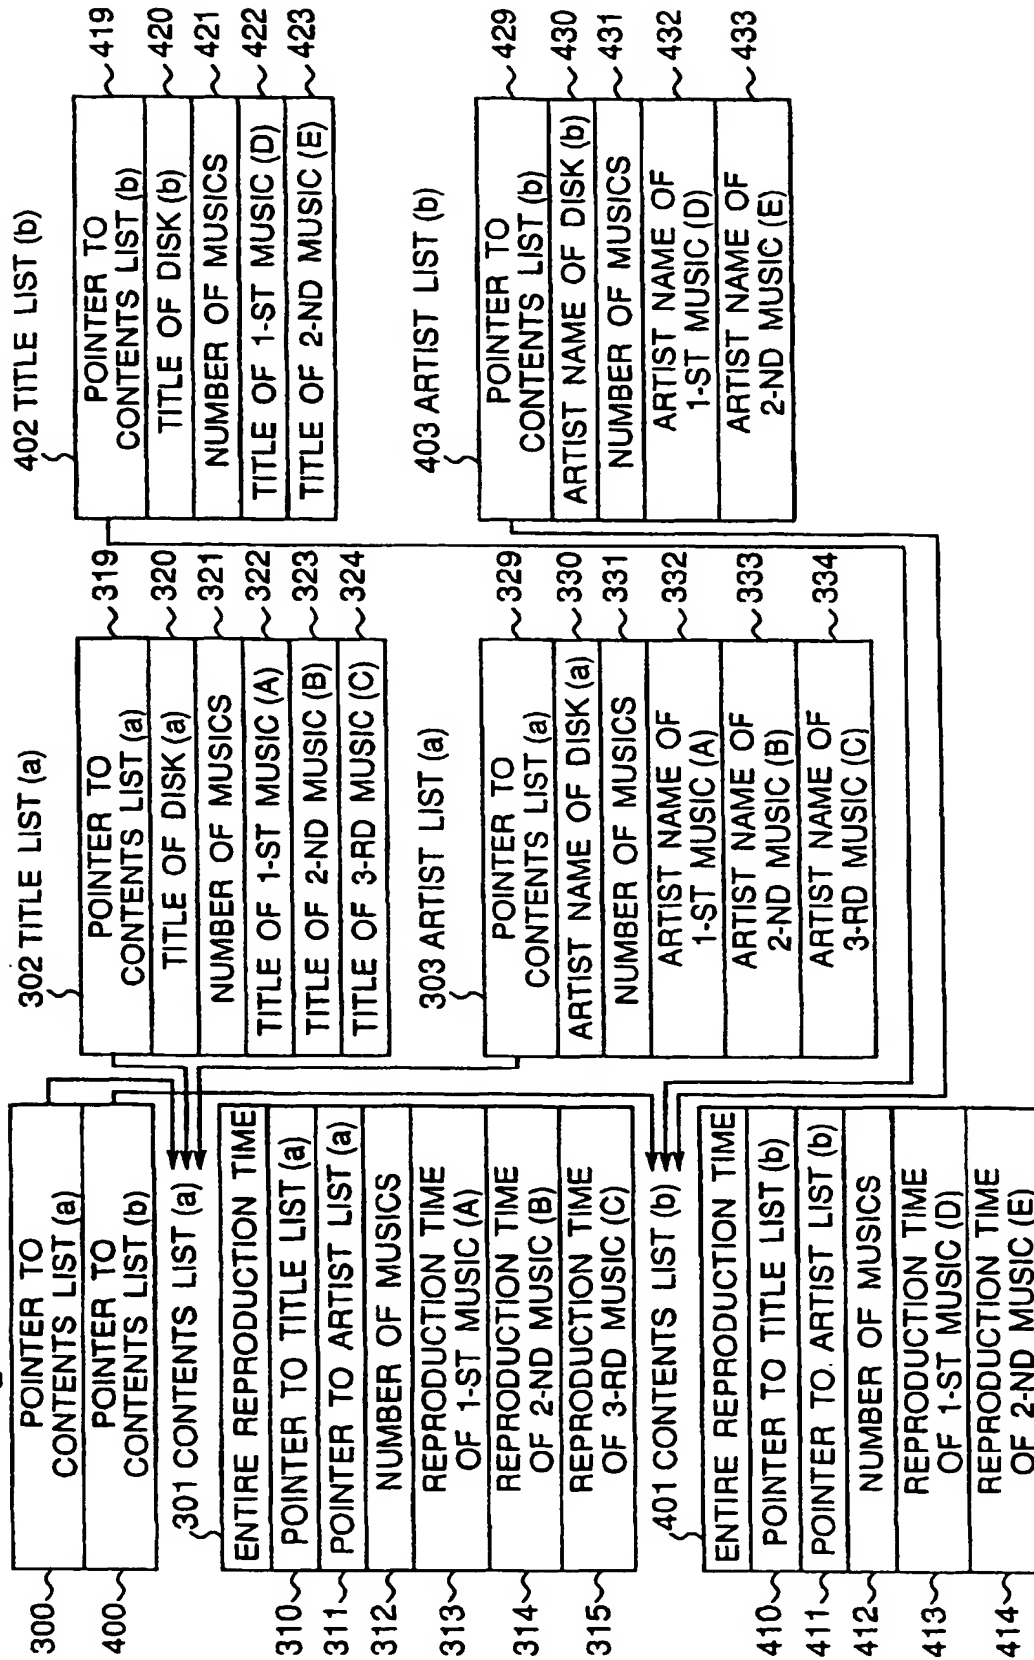 300
POINTER TO
CONTENTS LIST (a)
400
POINTER TO
CONTENTS LIST (b)
301 CONTENTS LIST (a)
ENTIRE REPRODUCTION TIME
310
POINTER TO TITLE LIST (a)
311
POINTER TO ARTIST LIST (a)
312
NUMBER OF MUSICS
313
REPRODUCTION TIME
OF 1-ST MUSIC (A)
314
REPRODUCTION TIME
OF 2-ND MUSIC (B)
315
REPRODUCTION TIME
OF 3-RD MUSIC (C)
401 CONTENTS LIST (b)
ENTIRE REPRODUCTION TIME
410
POINTER TO TITLE LIST (b)
411
POINTER TO ARTIST LIST (b)
412
NUMBER OF MUSICS
413
REPRODUCTION TIME
OF 1-ST MUSIC (D)
414
REPRODUCTION TIME
OF 2-ND MUSIC (E)
302 TITLE LIST (a)
POINTER TO
CONTENTS LIST (a)
319
TITLE OF DISK (a)
320
NUMBER OF MUSICS
321
TITLE OF 1-ST MUSIC (A)
322
TITLE OF 2-ND MUSIC (B)
323
TITLE OF 3-RD MUSIC (C)
324
303 ARTIST LIST (a)
POINTER TO
CONTENTS LIST (a)
329
ARTIST NAME OF DISK (a)
330
NUMBER OF MUSICS
331
ARTIST NAME OF
1-ST MUSIC (A)
332
ARTIST NAME OF
2-ND MUSIC (B)
333
ARTIST NAME OF
3-RD MUSIC (C)
334
402 TITLE LIST (b)
POINTER TO
CONTENTS LIST (b)
419
TITLE OF DISK (b)
420
NUMBER OF MUSICS
421
TITLE OF 1-ST MUSIC (D)
422
TITLE OF 2-ND MUSIC (E)
423
403 ARTIST LIST (b)
POINTER TO
CONTENTS LIST (b)
429
ARTIST NAME OF DISK (b)
430
NUMBER OF MUSICS
431
ARTIST NAME OF
1-ST MUSIC (D)
432
ARTIST NAME OF
2-ND MUSIC (E)
433